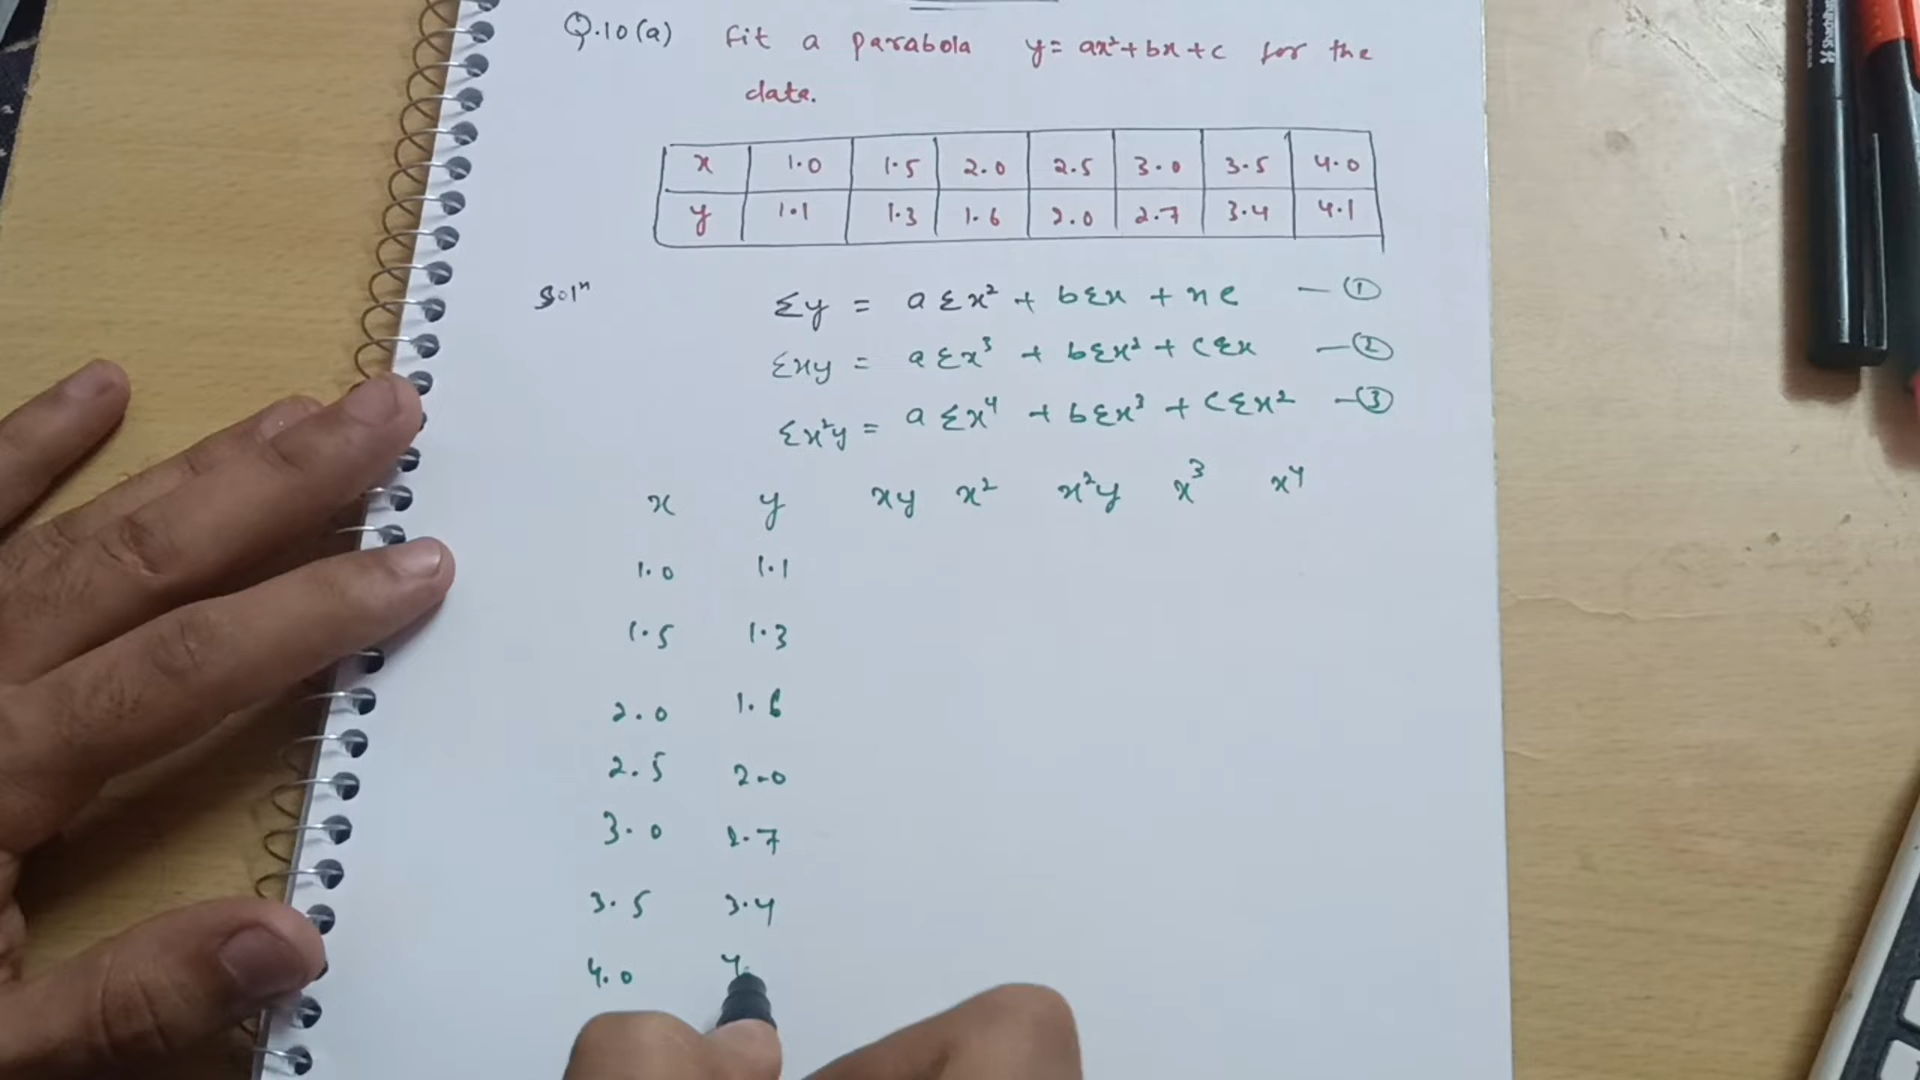 Q.10(a) Fit a parabola y = ax² + bx + c for the
data.
x 1.0 1.5 2.0 2.5 3.0 3.5 4.0
y 1.1 1.3 1.6 2.0 2.7 3.4 4.1
Solⁿ Σy = aΣx² + bΣx + nc — ①
Σxy = aΣx³ + bΣx² + cΣx — ②
Σx²y = aΣx⁴ + bΣx³ + cΣx² — ③
x y xy x² x²y x³ x⁴
1.0 1.1
1.5 1.3
2.0 1.6
2.5 2.0
3.0 2.7
3.5 3.4
4.0 4.